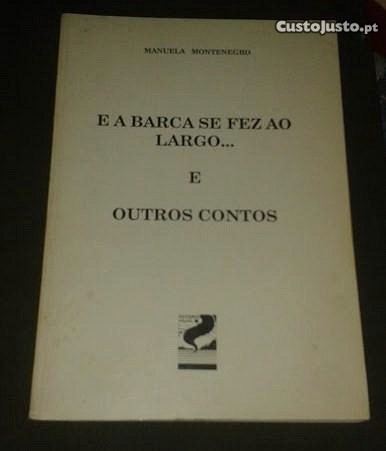 CustoJusto.pt
MANUELA MONTENEGRO
E A BARCA SE FEZ AO
LARGO...
E
OUTROS CONTOS